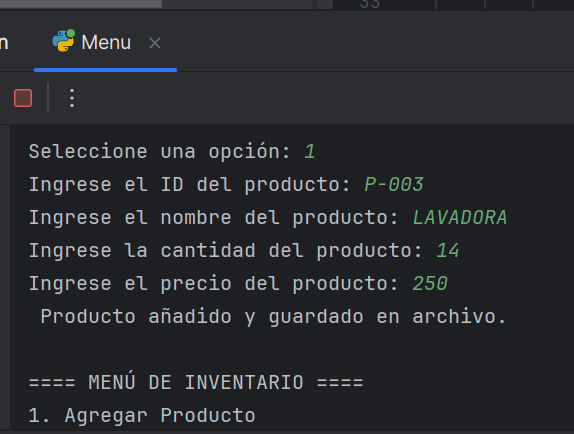 33
n
Menu
Seleccione una opción: 1
Ingrese el ID del producto: P-003
Ingrese el nombre del producto: LAVADORA
Ingrese la cantidad del producto: 14
Ingrese el precio del producto: 250
Producto añadido y guardado en archivo.
==== MENÚ DE INVENTARIO ====
1. Agregar Producto